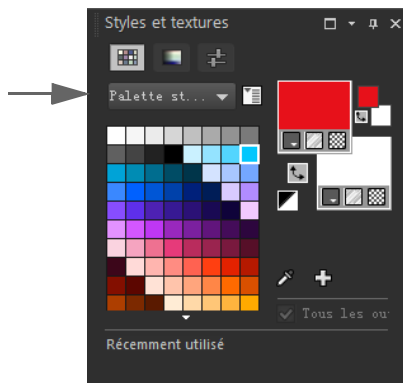 Styles et textures
Palette st...
Tous les ou
Récemment utilisé